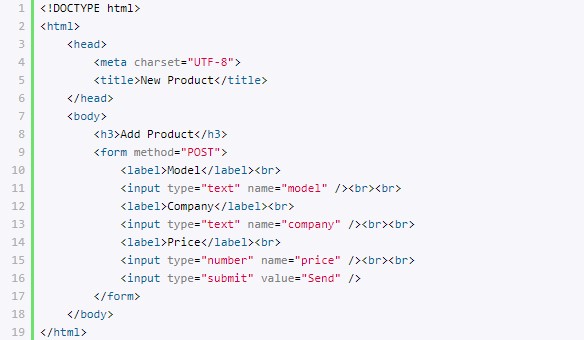 1 <!DOCTYPE html>
2 <html>
3     <head>
4         <meta charset="UTF-8">
5         <title>New Product</title>
6     </head>
7     <body>
8         <h3>Add Product</h3>
9         <form method="POST">
10             <label>Model</label><br>
11             <input type="text" name="model" /><br><br>
12             <label>Company</label><br>
13             <input type="text" name="company" /><br><br>
14             <label>Price</label><br>
15             <input type="number" name="price" /><br><br>
16             <input type="submit" value="Send" />
17         </form>
18     </body>
19 </html>